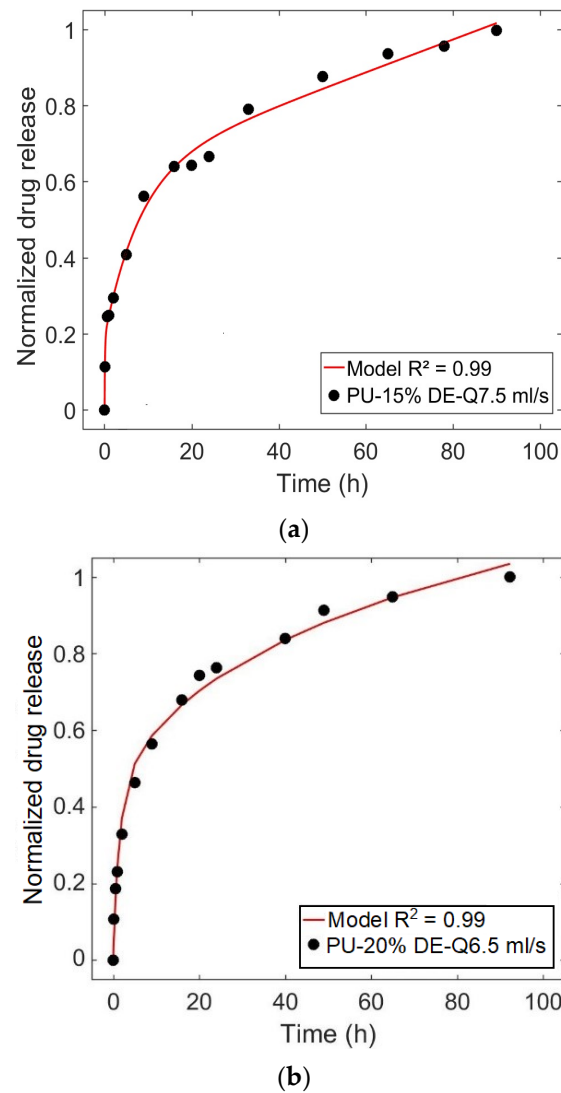 1
0.8
0.6
0.4
0.2
0
Normalized drug release
Model R² = 0.99
PU-15% DE-Q7.5 ml/s
0 20 40 60 80 100
Time (h)
(a)
1
0.8
0.6
0.4
0.2
0
Normalized drug release
Model R² = 0.99
PU-20% DE-Q6.5 ml/s
0 20 40 60 80 100
Time (h)
(b)